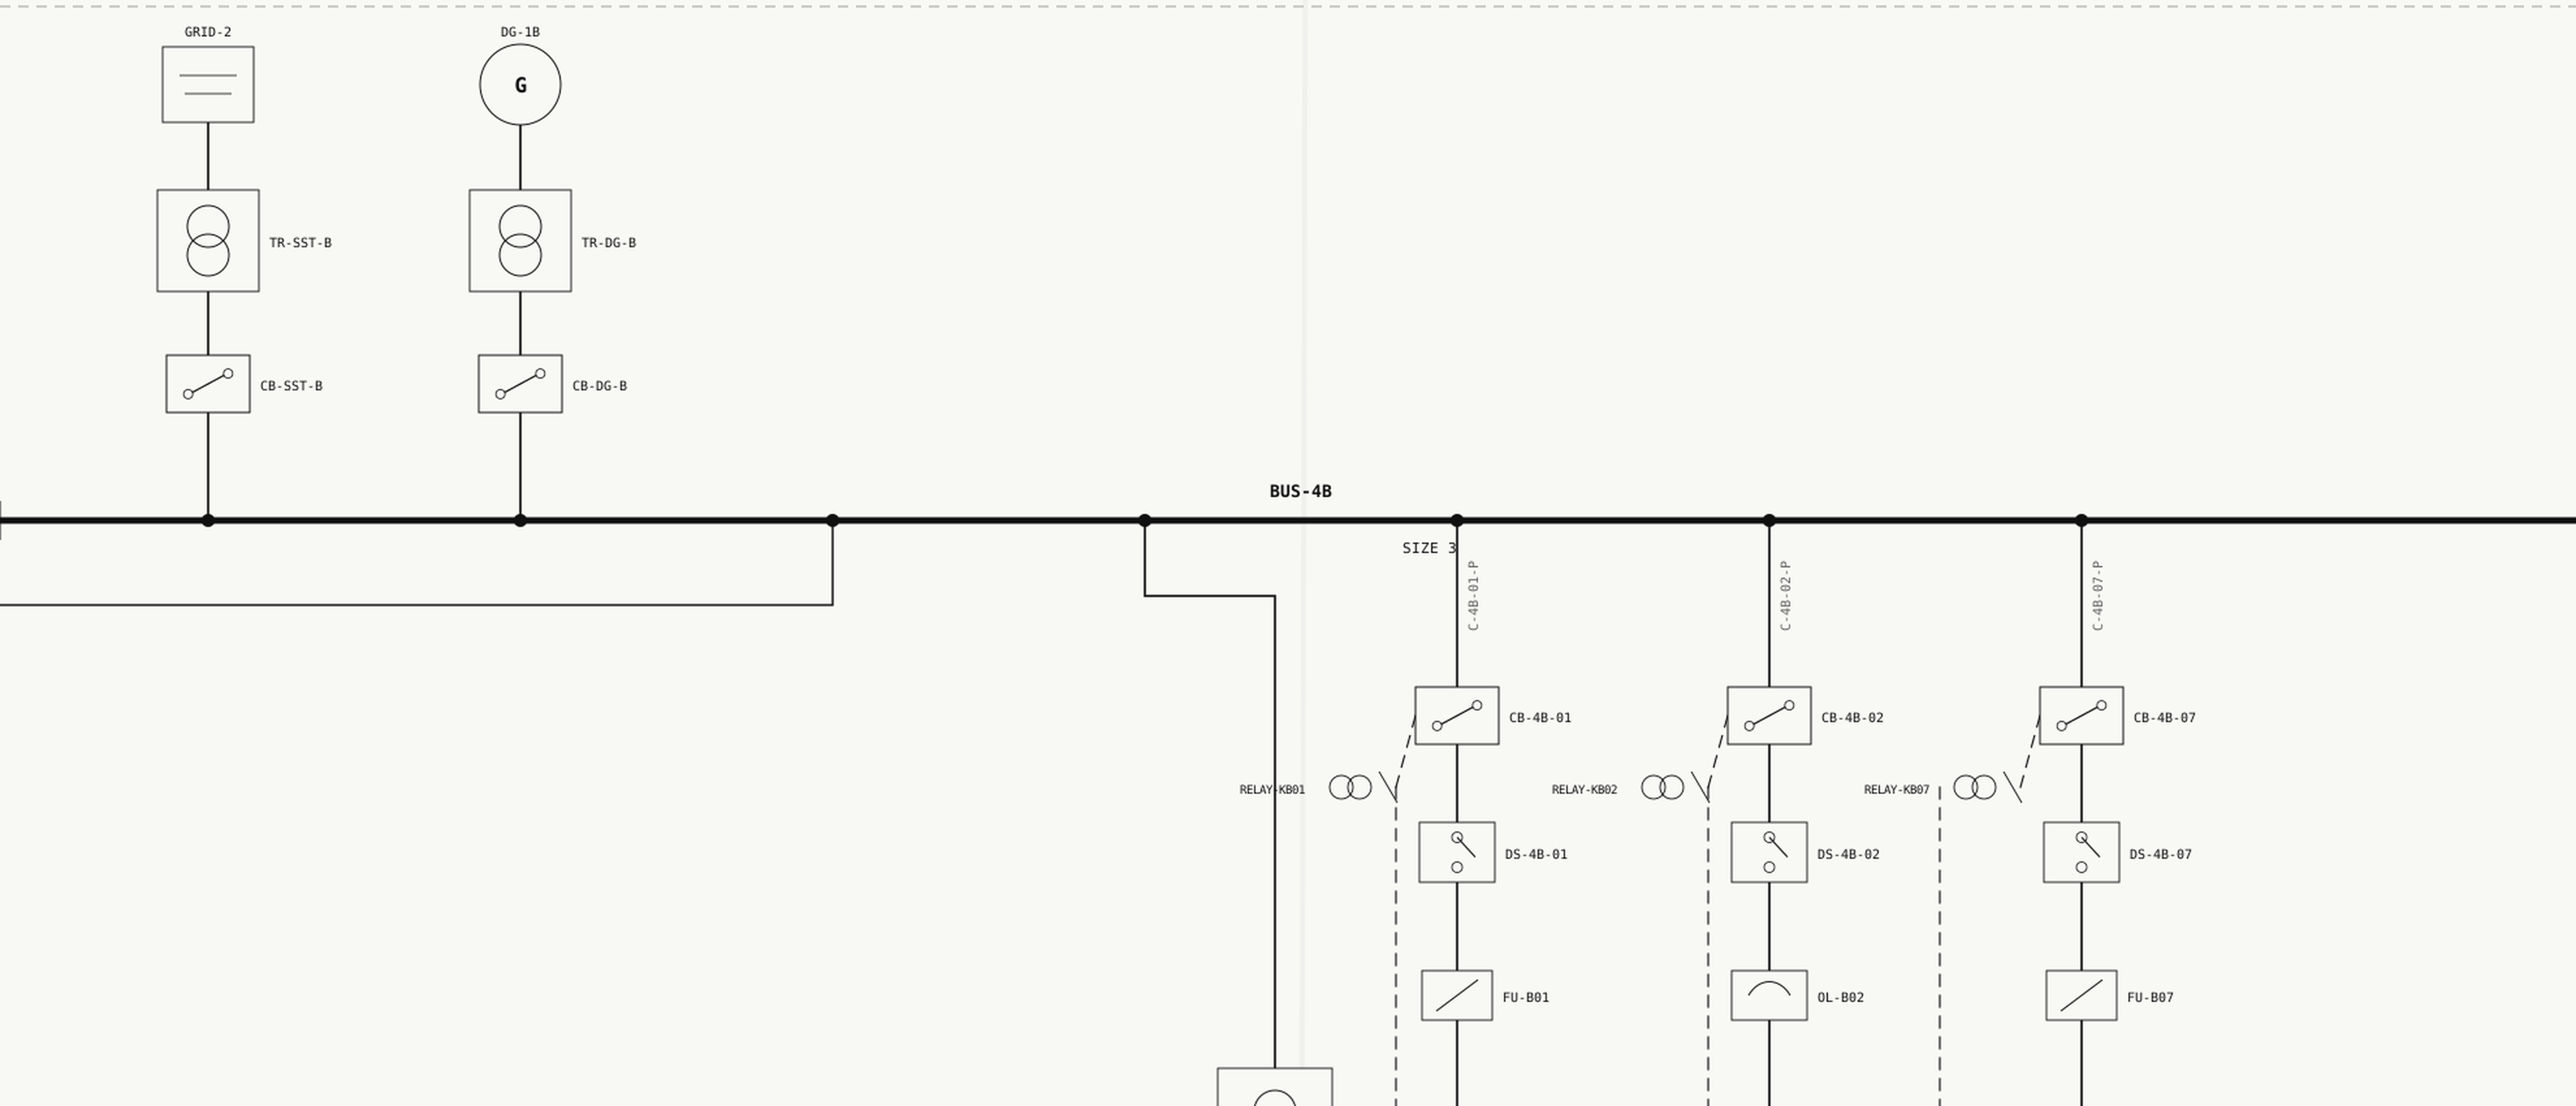 GRID-2
DG-1B
G
TR-SST-B
TR-DG-B
CB-SST-B
CB-DG-B
BUS-4B
SIZE 3
C-4B-01-P
C-4B-02-P
C-4B-07-P
CB-4B-01
CB-4B-02
CB-4B-07
RELAY-KB01
RELAY-KB02
RELAY-KB07
DS-4B-01
DS-4B-02
DS-4B-07
FU-B01
OL-B02
FU-B07